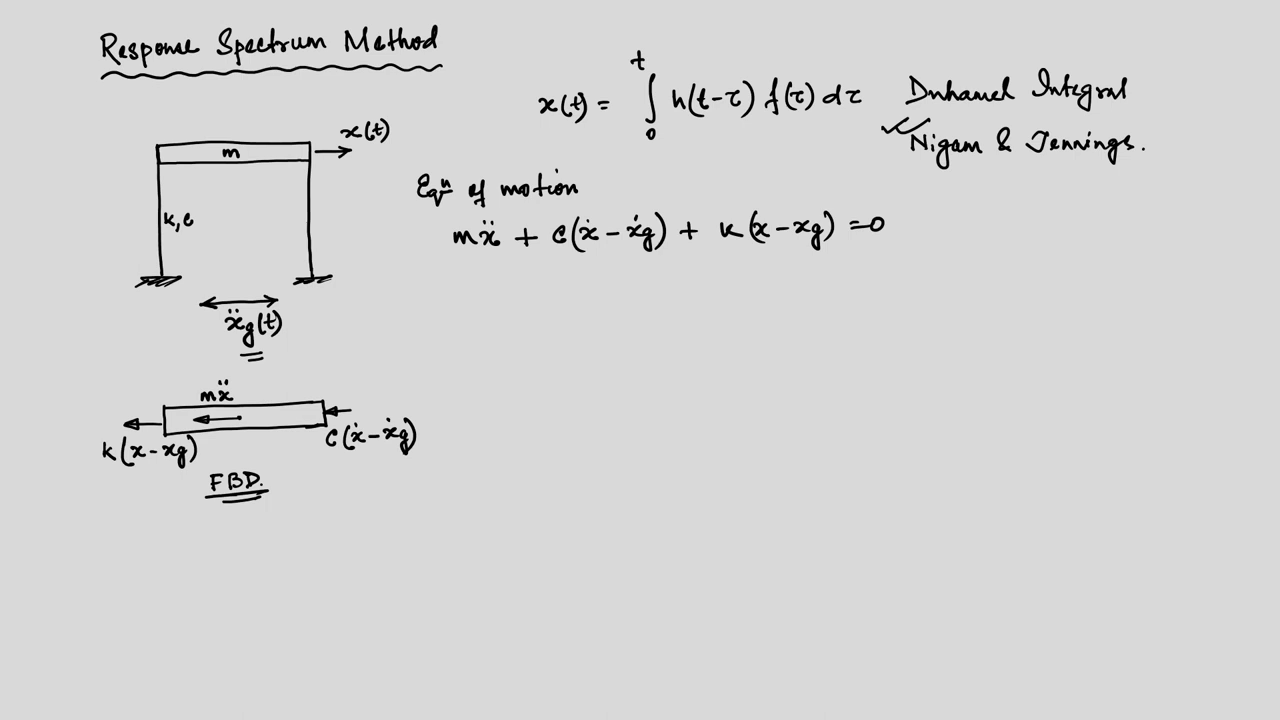 Response Spectrum Method
x(t) = ∫₀ᵗ h(t-τ) f(τ) dτ Duhamel Integral
Nigam & Jennings.
x(t)
m
k, c
ẍg(t)
Eqⁿ of motion
mẍ + c(ẋ - ẋg) + k(x - xg) = 0
mẍ
k(x - xg)
c(ẋ - ẋg)
FBD.